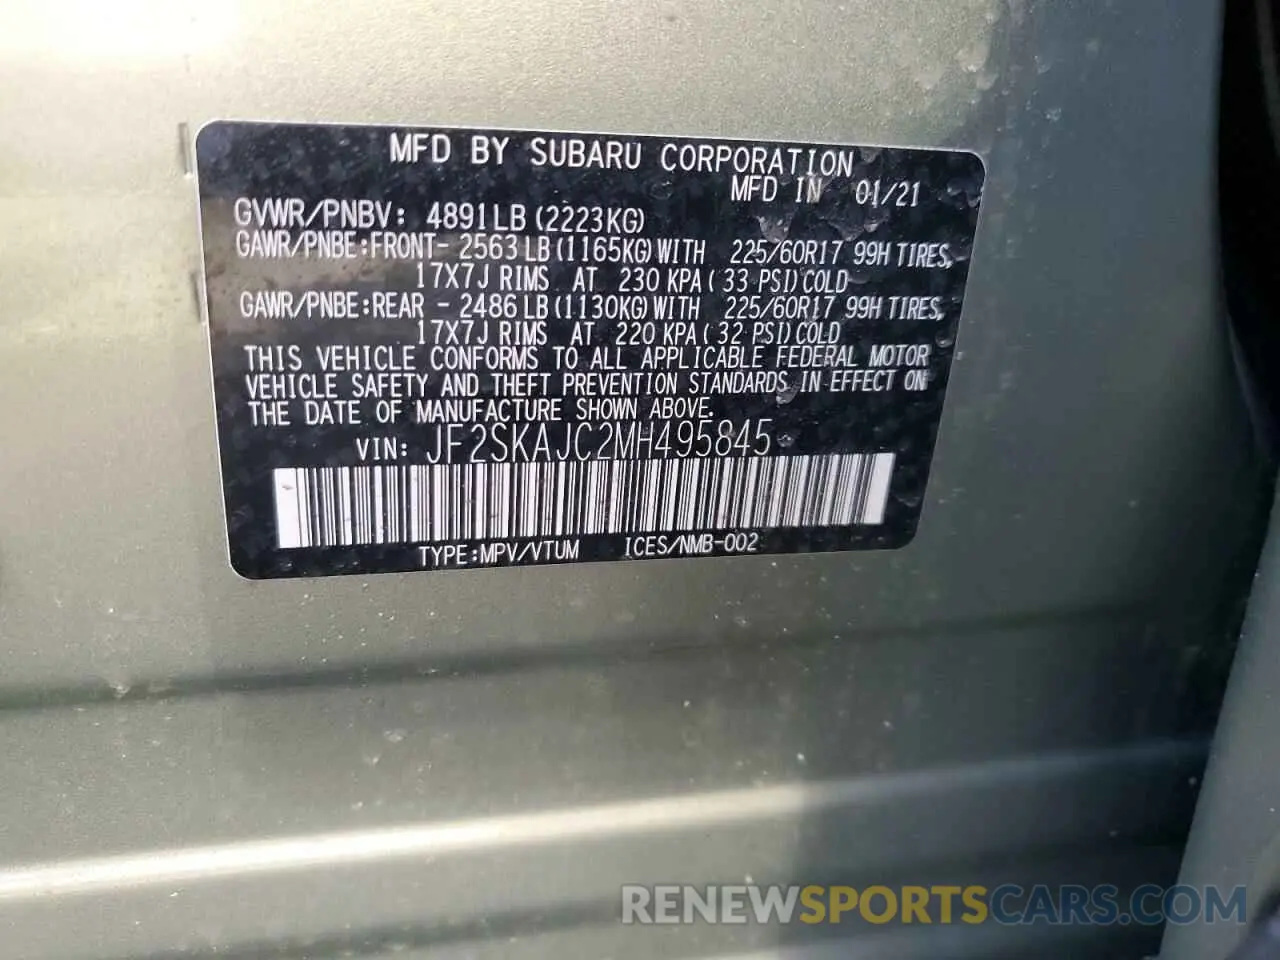 MFD BY SUBARU CORPORATION
MFD IN 01/21
GVWR/PNBV: 4891LB (2223KG)
GAWR/PNBE:FRONT- 2563LB (1165KG) WITH 225/60R17 99H TIRES,
17X7J RIMS AT 230 KPA( 33 PSI)COLD
GAWR/PNBE:REAR - 2486LB (1130KG) WITH 225/60R17 99H TIRES,
17X7J RIMS AT 220 KPA( 32 PSI)COLD
THIS VEHICLE CONFORMS TO ALL APPLICABLE FEDERAL MOTOR
VEHICLE SAFETY AND THEFT PREVENTION STANDARDS IN EFFECT ON
THE DATE OF MANUFACTURE SHOWN ABOVE.
VIN: JF2SKAJC2MH495845
TYPE:MPV/VTUM ICES/NMB-002
RENEWSPORTSCARS.COM